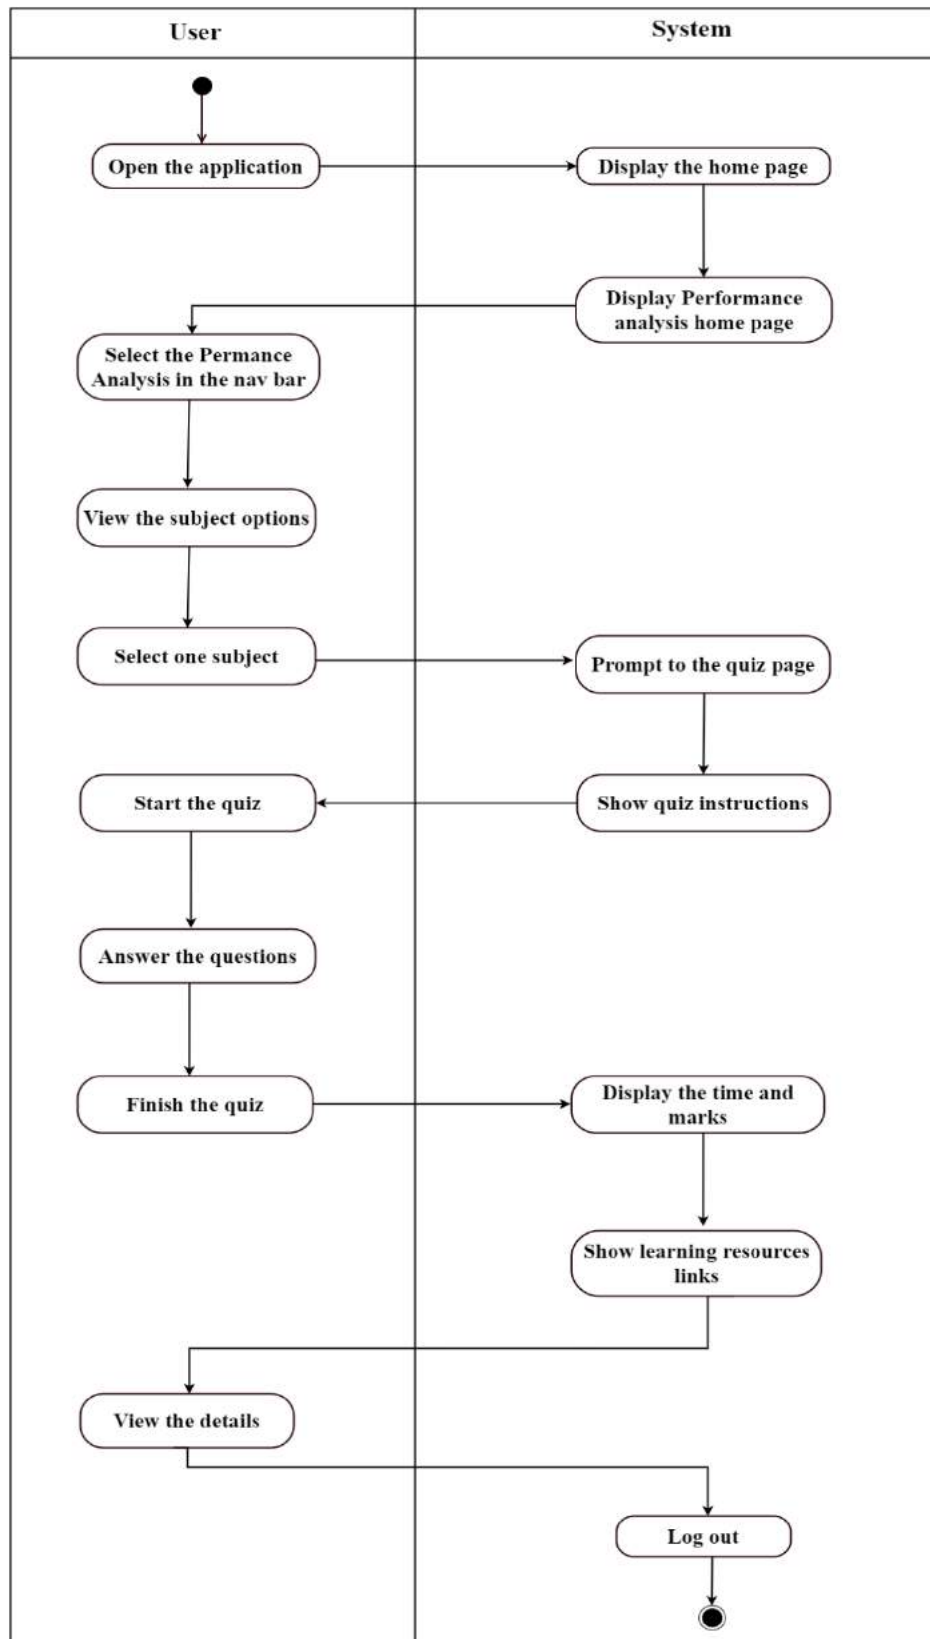 User
System
Open the application
Display the home page
Display Performance
analysis home page
Select the Permance
Analysis in the nav bar
View the subject options
Select one subject
Prompt to the quiz page
Start the quiz
Show quiz instructions
Answer the questions
Finish the quiz
Display the time and
marks
Show learning resources
links
View the details
Log out